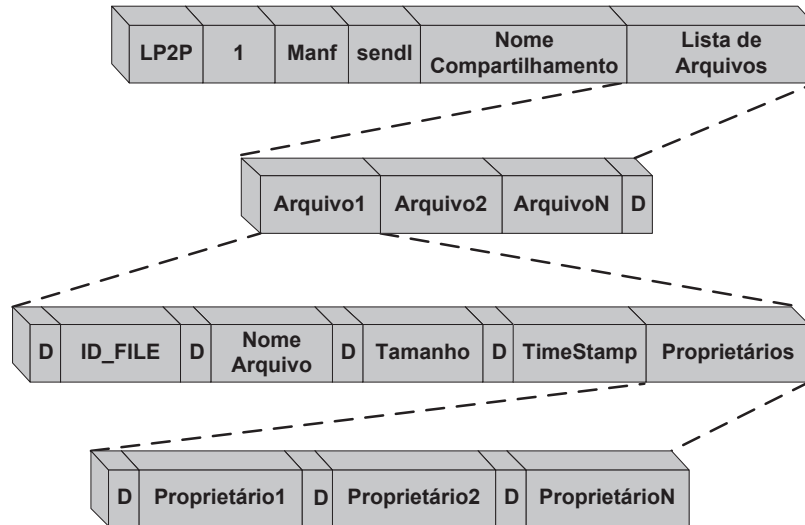 LP2P 1 Manf sendl Nome Compartilhamento Lista de Arquivos
Arquivo1 Arquivo2 ArquivoN D
D ID_FILE D Nome Arquivo D Tamanho D TimeStamp Proprietários
D Proprietário1 D Proprietário2 D ProprietárioN